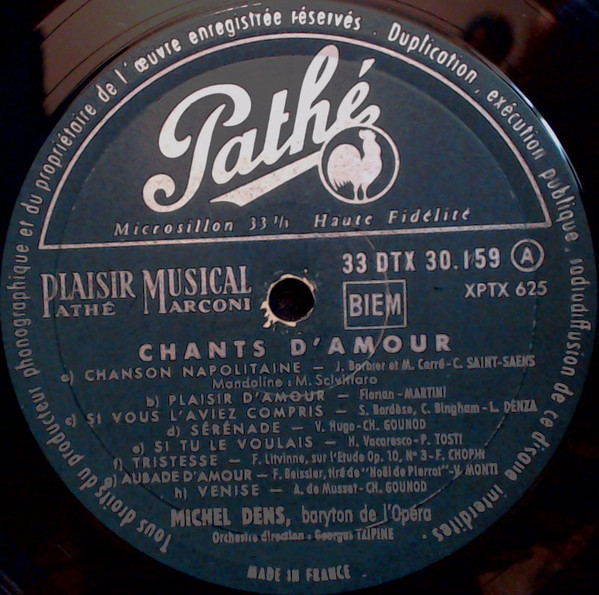 Tous droits du producteur phonographique et du propriétaire de l'œuvre enregistrée réservés. Duplication, exécution publique, radiodiffusion de ce disque interdites.
Pathé
Microsillon 33 1/3 Haute Fidélité
PLAISIR MUSICAL
PATHÉ MARCONI
33 DTX 30.159 A
BIEM
XPTX 625
CHANTS D'AMOUR
a) CHANSON NAPOLITAINE — J. Barbier et M. Carré - C. SAINT-SAENS
Mandoline : M. Scivittaro
b) PLAISIR D'AMOUR — Florian - MARTINI
c) SI VOUS L'AVIEZ COMPRIS — S. Bordèse, C. Bingham - L. DENZA
d) SÉRÉNADE — V. Hugo - CH. GOUNOD
e) SI TU LE VOULAIS — H. Vacaresco - P. TOSTI
f) TRISTESSE — F. Litvinne, sur l'Etude Op. 10, N° 3 - F. CHOPIN
g) AUBADE D'AMOUR — F. Beissier, tiré de "Noël de Pierrot" - V. MONTI
h) VENISE — A. de Musset - CH. GOUNOD
MICHEL DENS, baryton de l'Opéra
Orchestre direction : Georges TZIPINE
MADE IN FRANCE